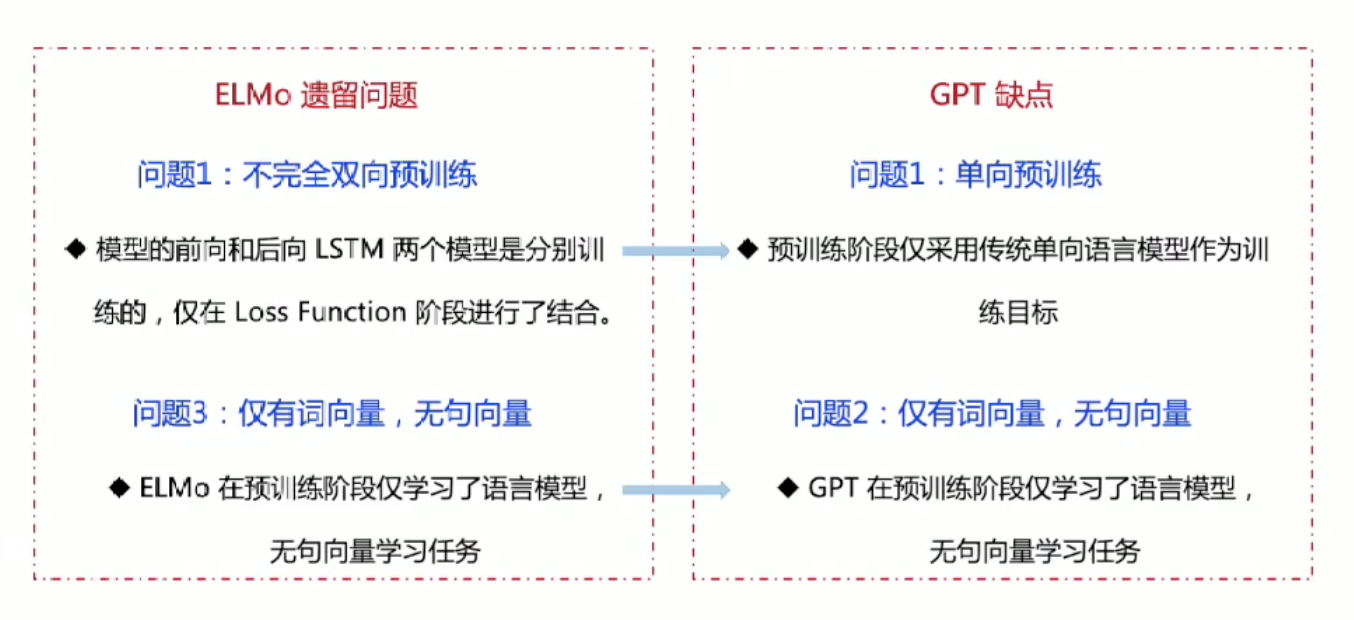 ELMo 遗留问题
问题1：不完全双向预训练
◆ 模型的前向和后向 LSTM 两个模型是分别训
练的，仅在 Loss Function 阶段进行了结合。
问题3：仅有词向量，无句向量
◆ ELMo 在预训练阶段仅学习了语言模型，
无句向量学习任务
GPT 缺点
问题1：单向预训练
◆ 预训练阶段仅采用传统单向语言模型作为训
练目标
问题2：仅有词向量，无句向量
◆ GPT 在预训练阶段仅学习了语言模型，
无句向量学习任务